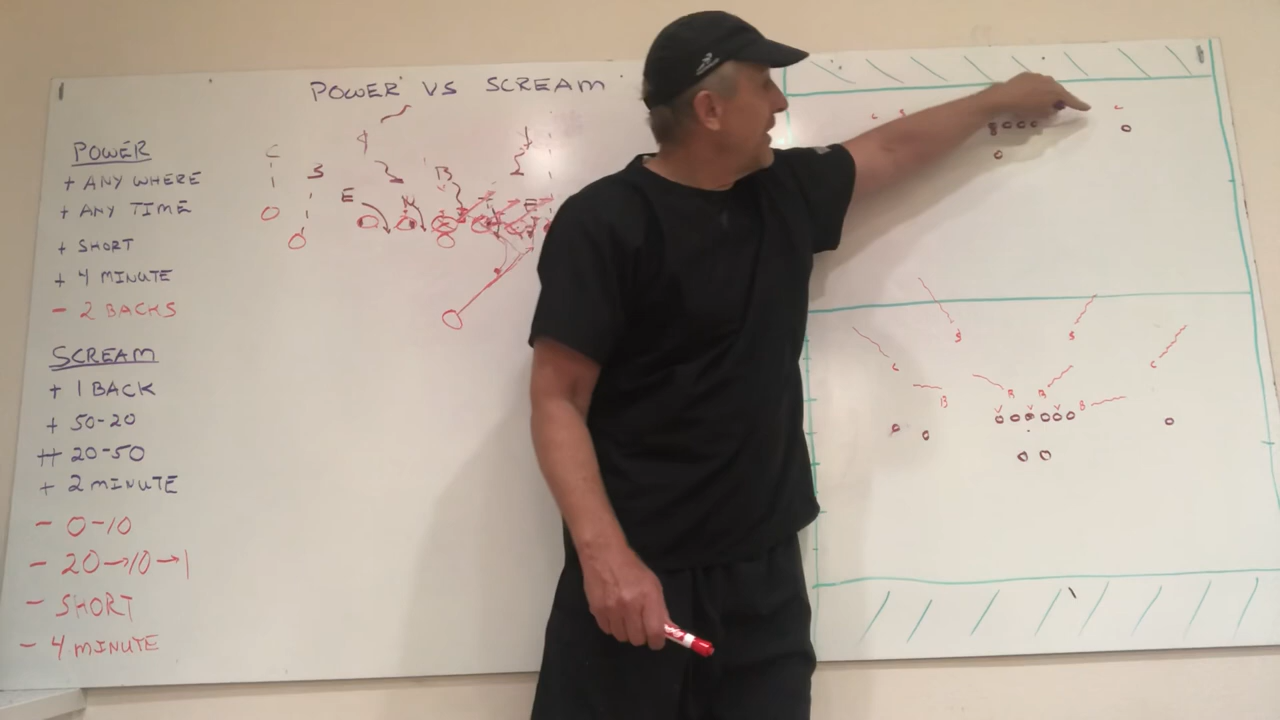 POWER VS SCREAM
POWER
+ ANY WHERE
+ ANY TIME
+ SHORT
+ 4 MINUTE
- 2 BACKS
SCREAM
+ 1 BACK
+ 50-20
++ 20-50
+ 2 MINUTE
- 0-10
- 20→10→1
- SHORT
- 4 MINUTE
C
S
E
N
B
E
C
S
C
S
S
C
C
B
B
B
B
V V V